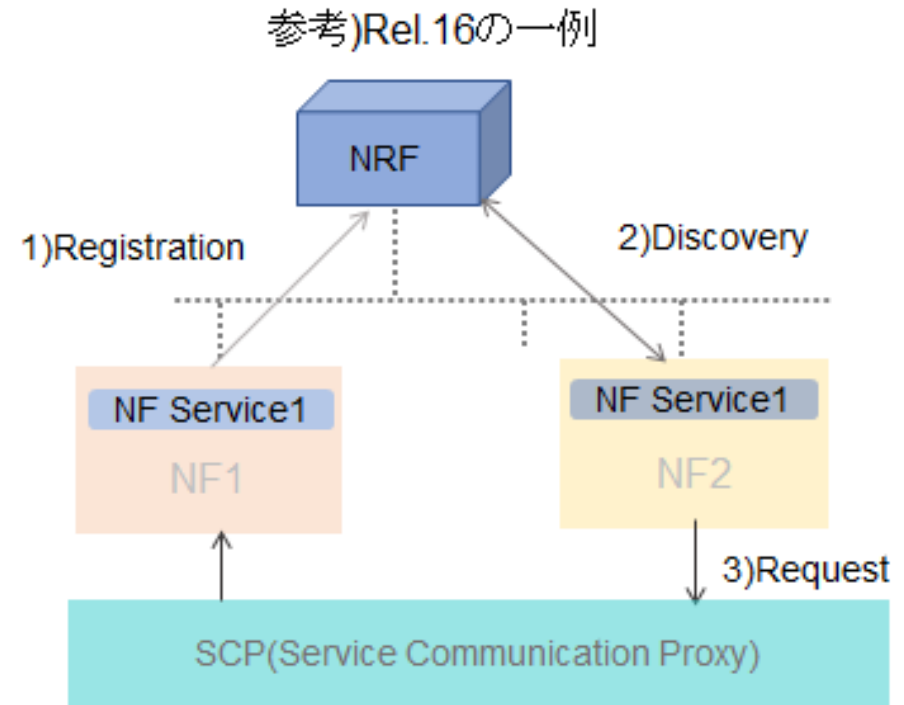 参考)Rel.16の一例
NRF
1)Registration
2)Discovery
NF Service1
NF1
NF Service1
NF2
3)Request
SCP(Service Communication Proxy)